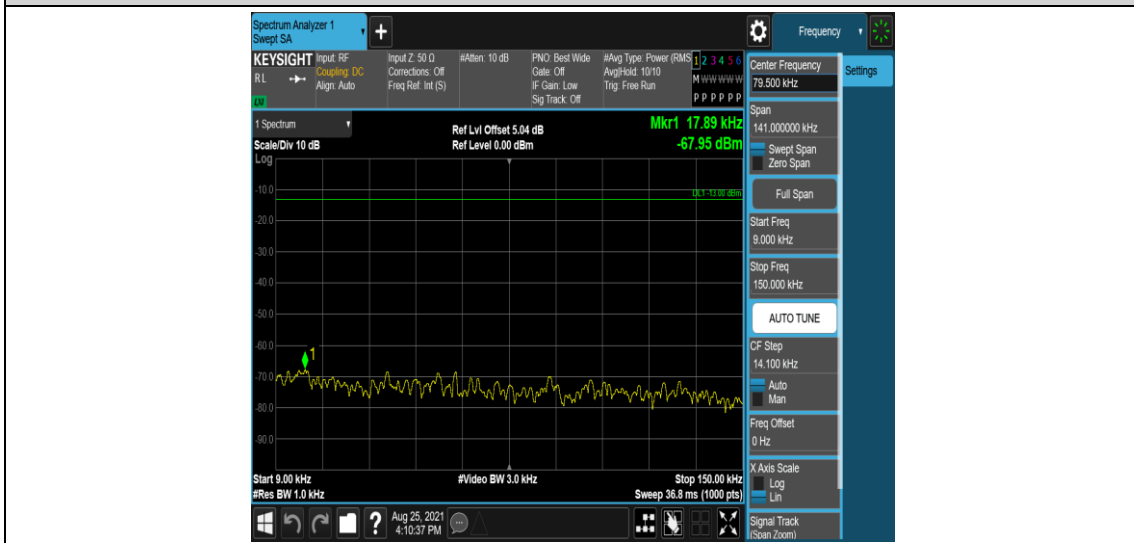 Spectrum Analyzer 1
Swept SA
+
Frequency
KEYSIGHT
RL
Input: RF
Coupling: DC
Align: Auto
Input Z: 50 Ω
Corrections: Off
Freq Ref: Int (S)
#Atten: 10 dB
PNO: Best Wide
Gate: Off
IF Gain: Low
Sig Track: Off
#Avg Type: Power (RMS
Avg|Hold: 10/10
Trig: Free Run
1 2 3 4 5 6
M W W W W W
P P P P P P
Center Frequency
79.500 kHz
Settings
Span
141.000000 kHz
Swept Span
Zero Span
Full Span
Start Freq
9.000 kHz
Stop Freq
150.000 kHz
AUTO TUNE
CF Step
14.100 kHz
Auto
Man
Freq Offset
0 Hz
X Axis Scale
Log
Lin
Signal Track
(Span Zoom)
1 Spectrum
Scale/Div 10 dB
Log
Ref Lvl Offset 5.04 dB
Ref Level 0.00 dBm
Mkr1 17.89 kHz
-67.95 dBm
DL1 -13.00 dBm
-10.0
-20.0
-30.0
-40.0
-50.0
-60.0
1
-70.0
-80.0
-90.0
Start 9.00 kHz
#Res BW 1.0 kHz
#Video BW 3.0 kHz
Stop 150.00 kHz
Sweep 36.8 ms (1000 pts)
?
Aug 25, 2021
4:10:37 PM